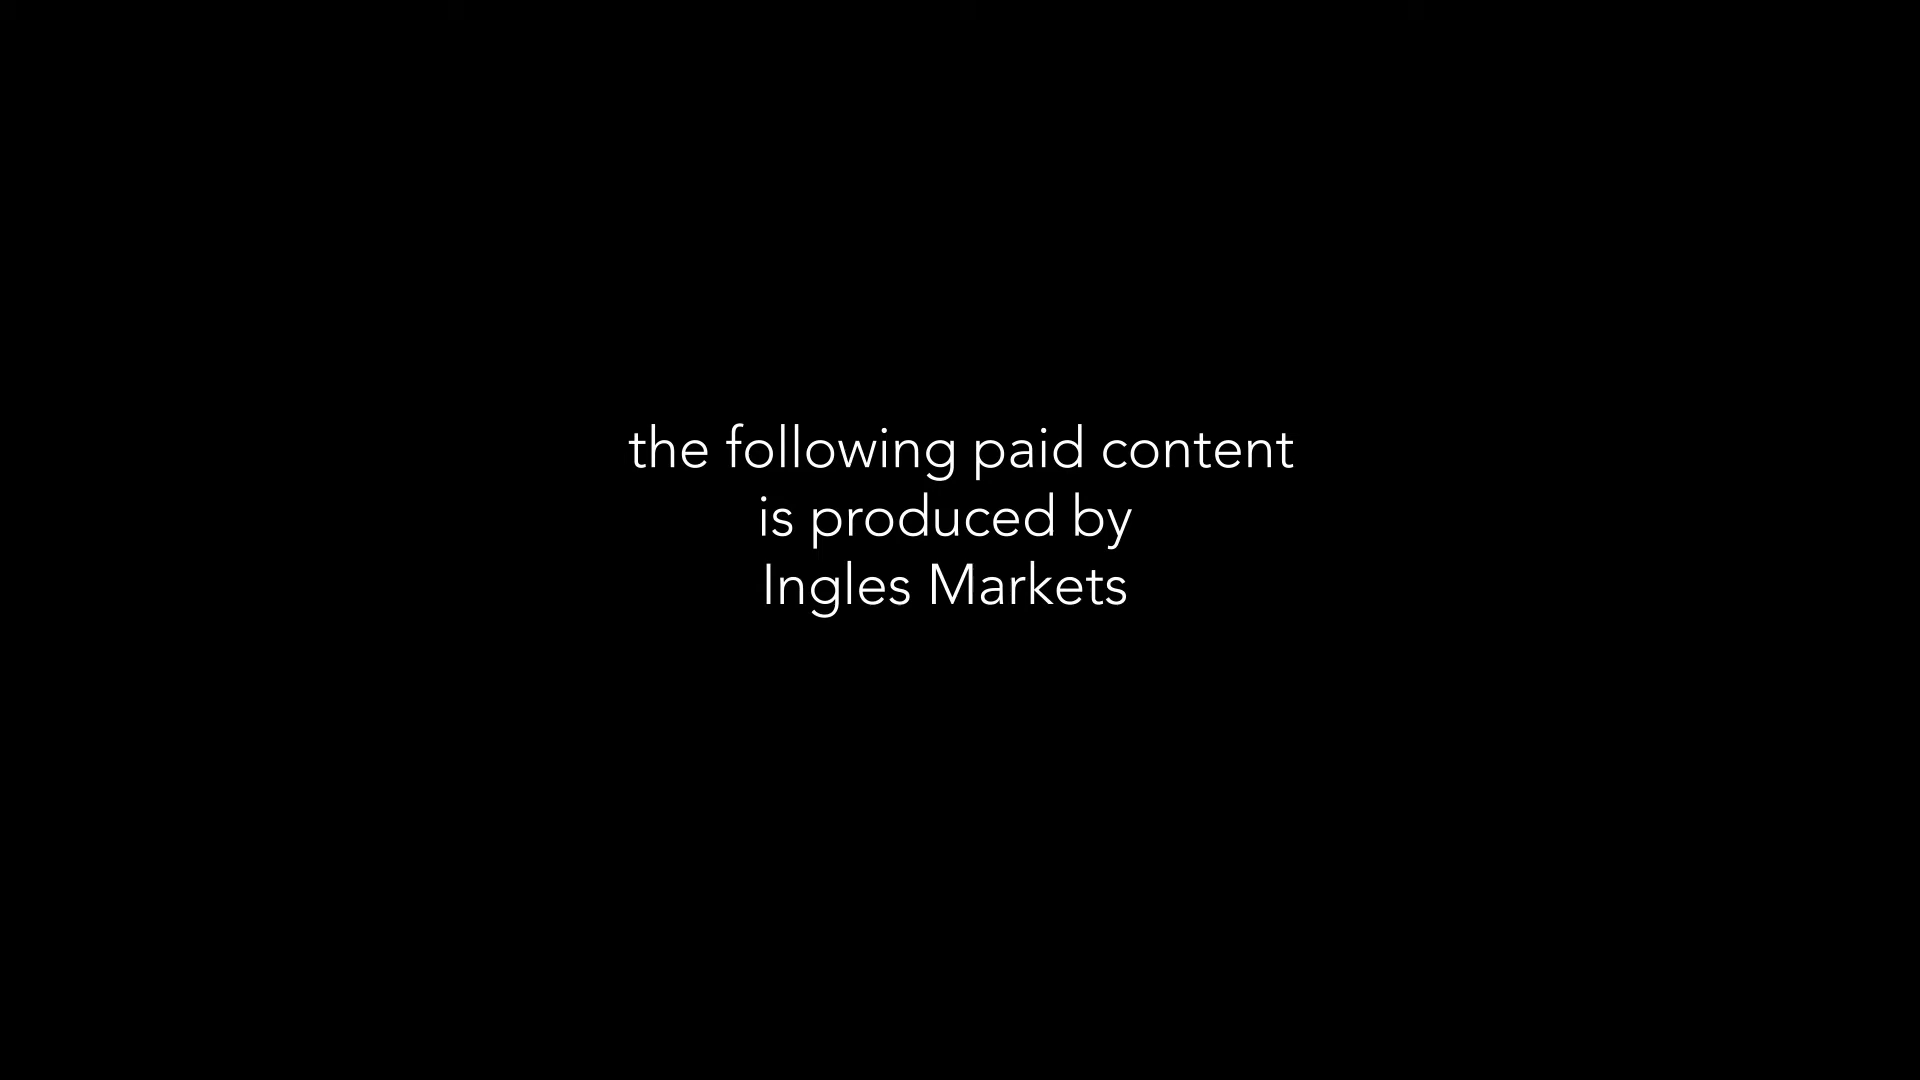 the following paid content
is produced by
Ingles Markets